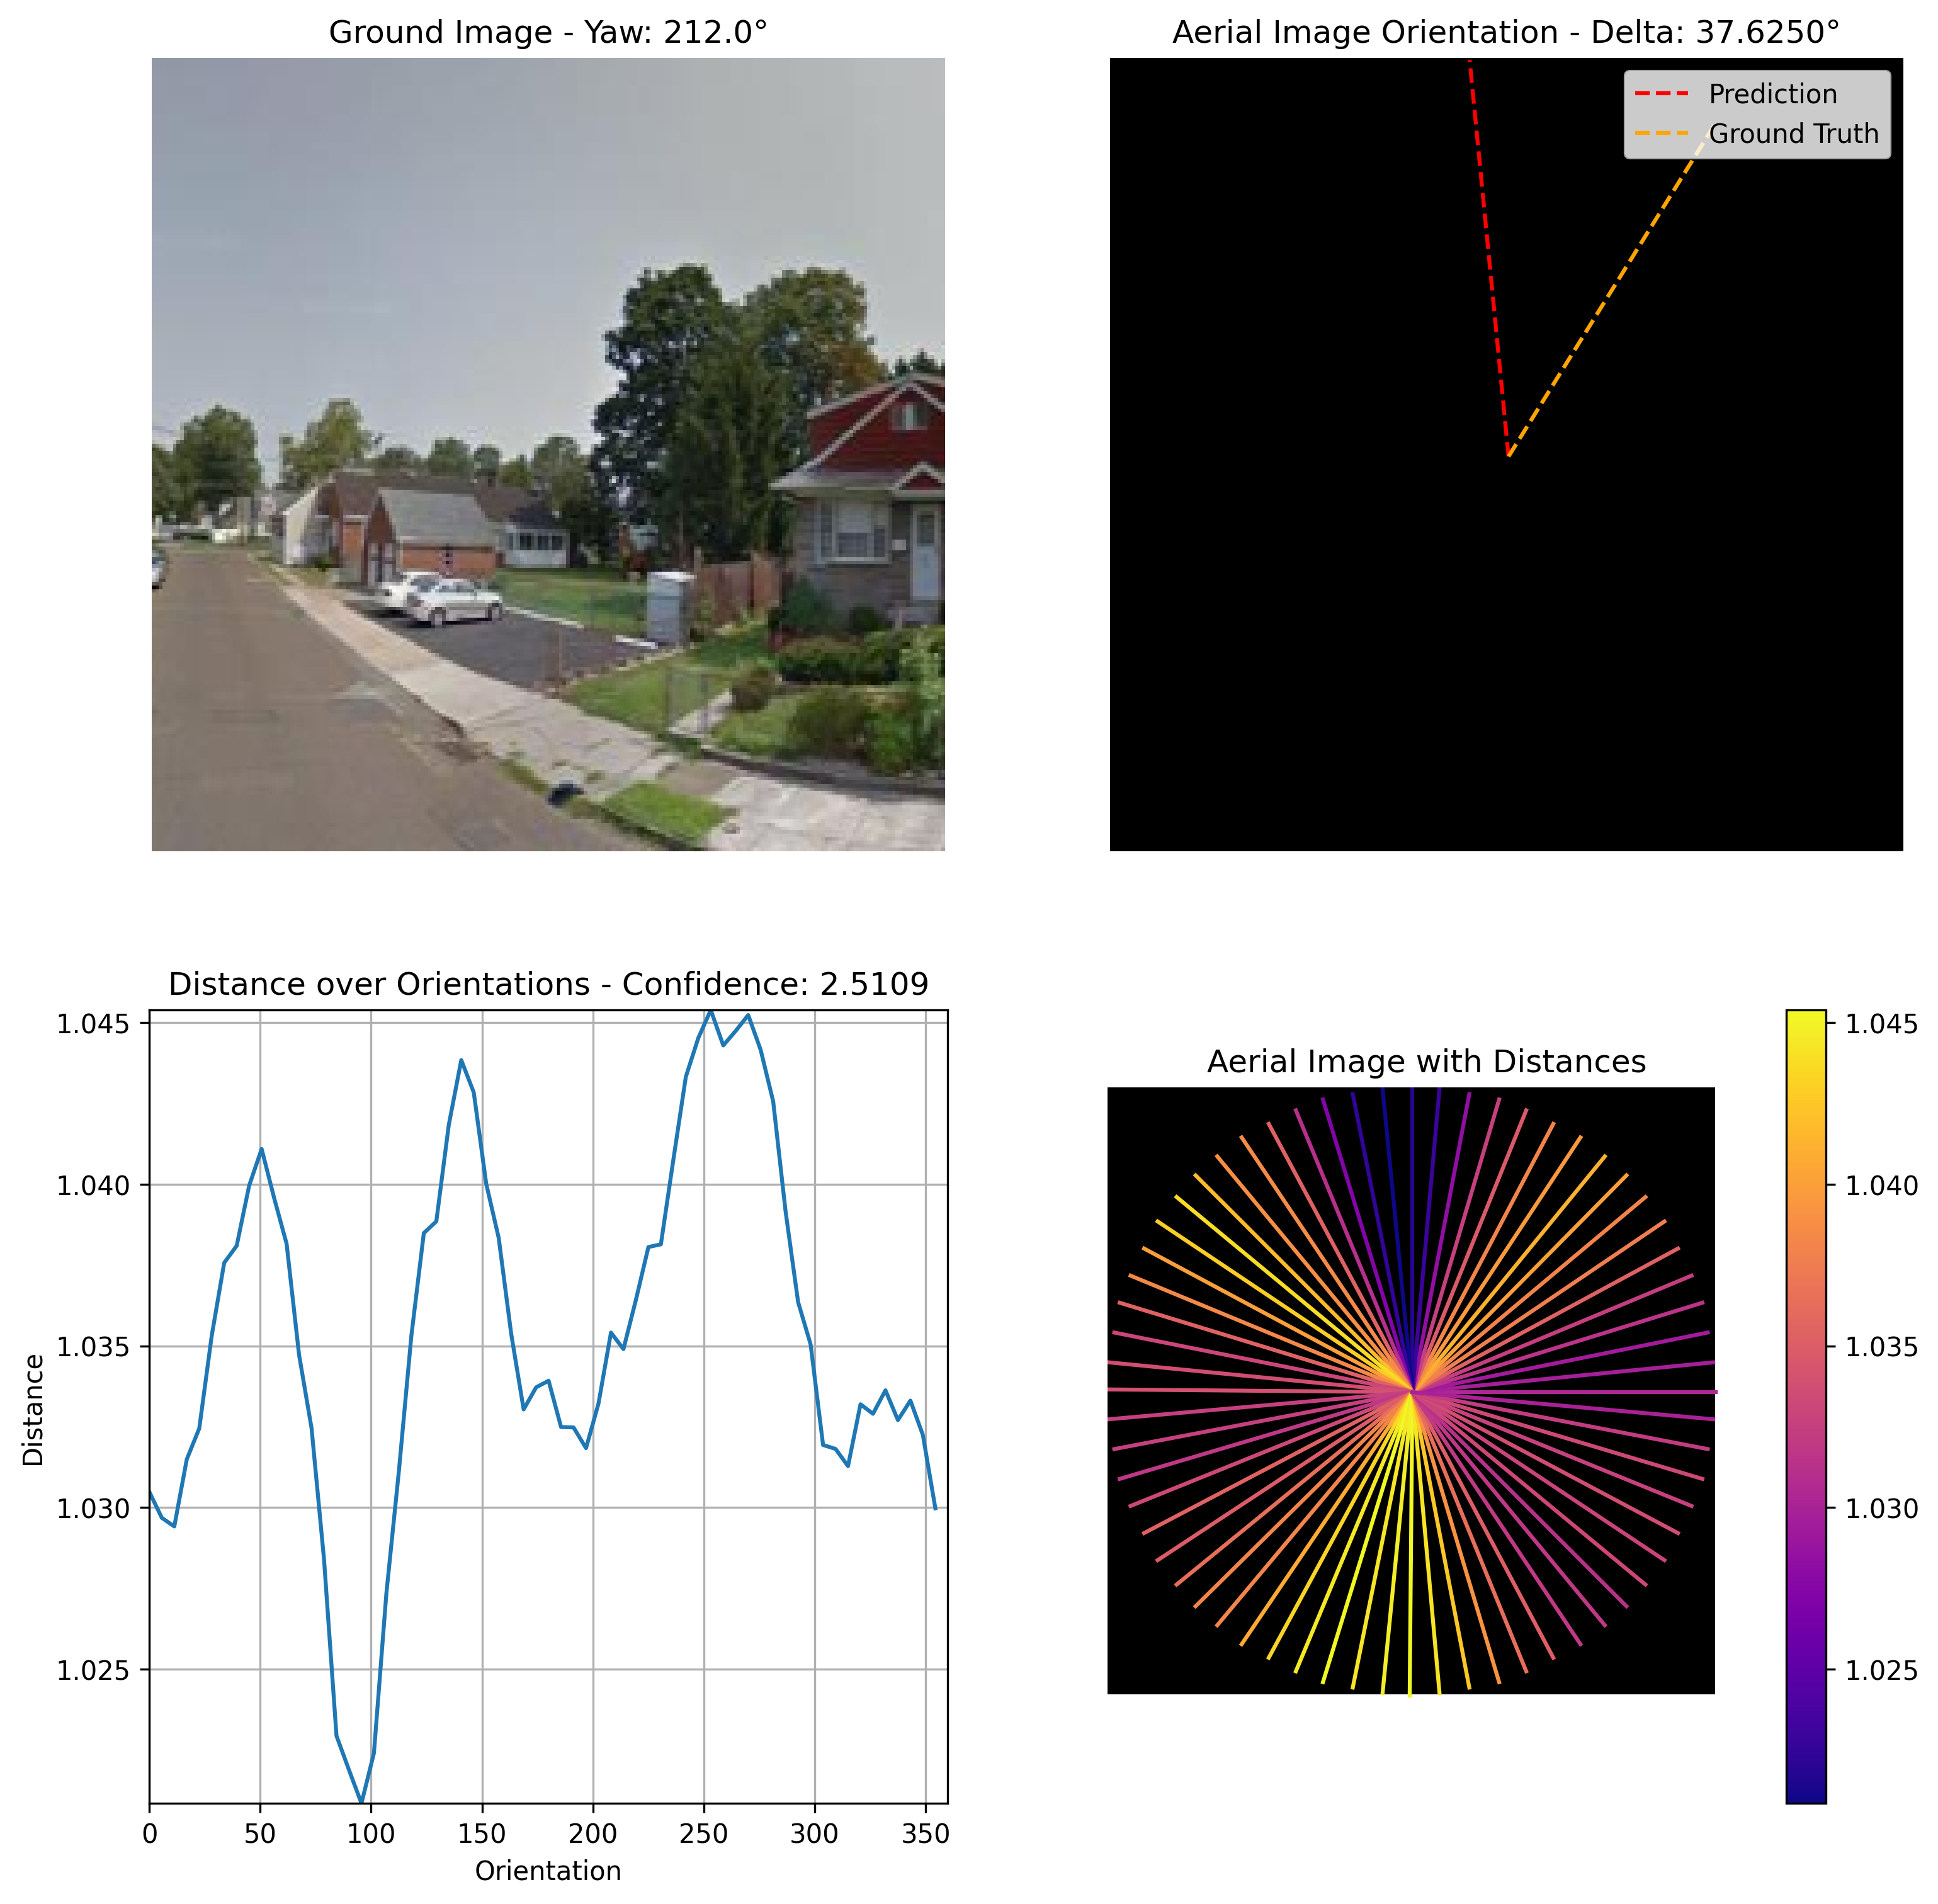 Ground Image - Yaw: 212.0°
Aerial Image Orientation - Delta: 37.6250°
Prediction
Ground Truth
Distance over Orientations - Confidence: 2.5109
1.045
1.040
1.035
1.030
1.025
Distance
0 50 100 150 200 250 300 350
Orientation
Aerial Image with Distances
1.045
1.040
1.035
1.030
1.025